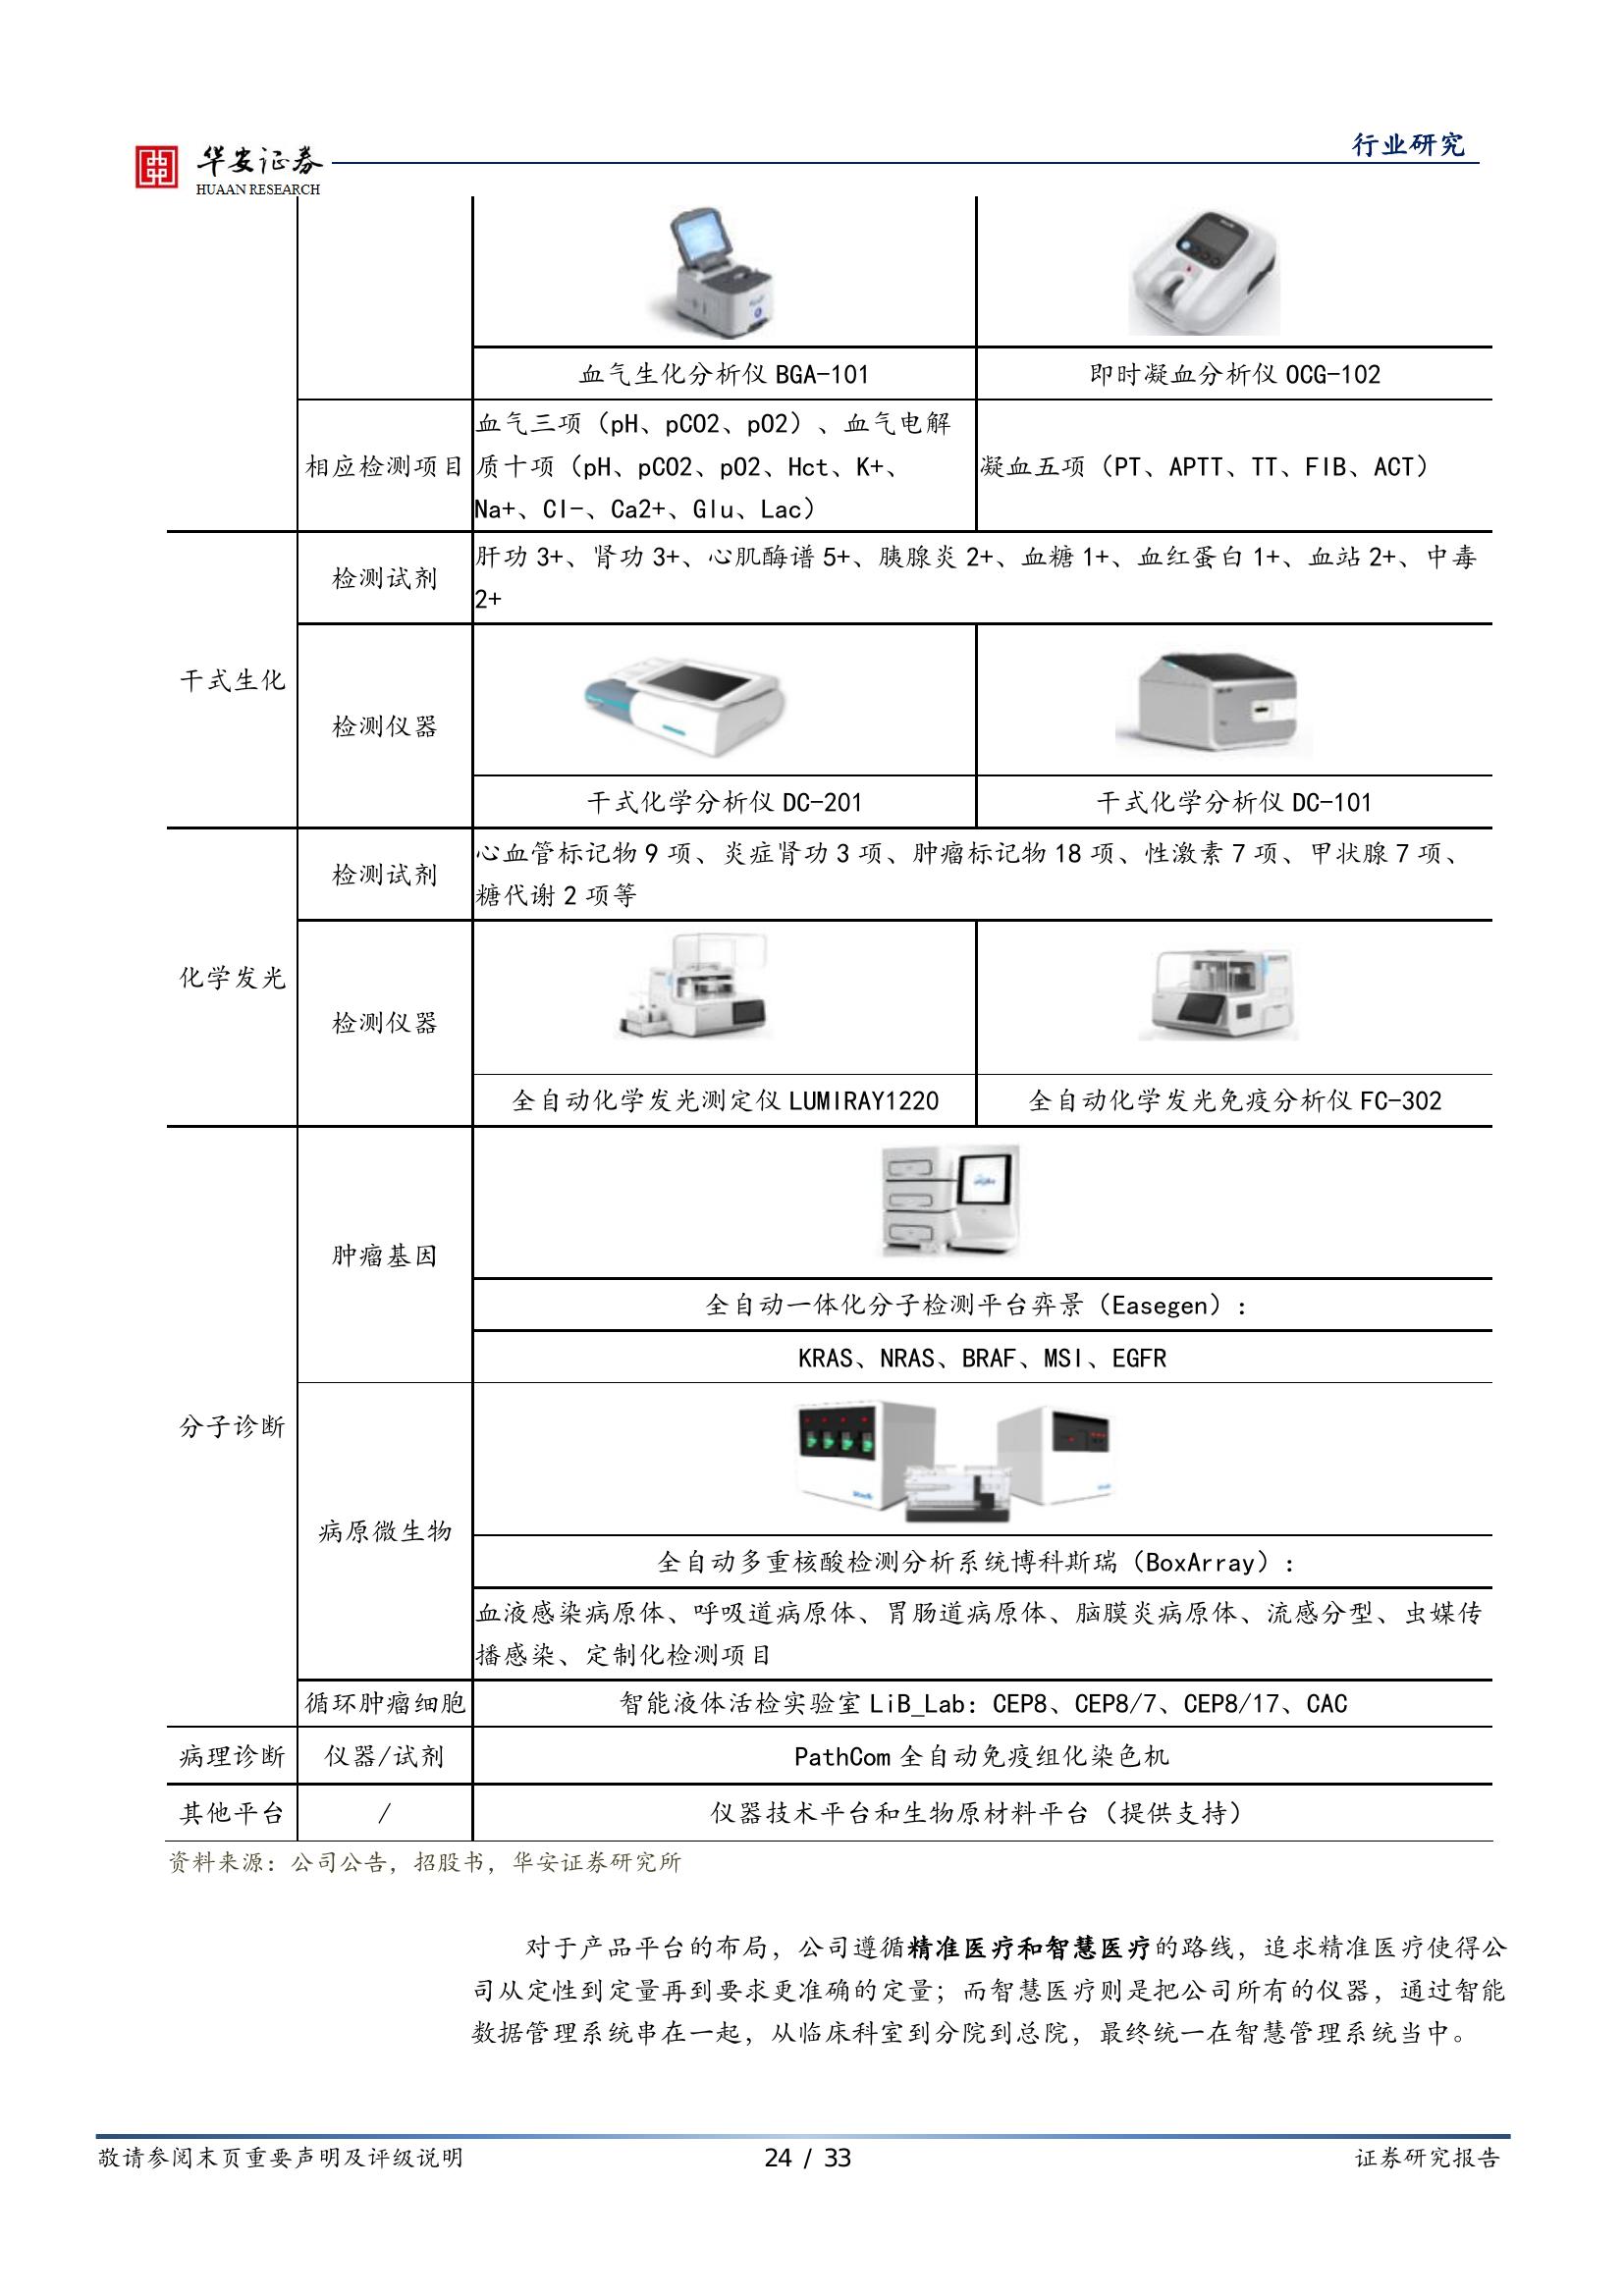 行业研究
华安证券
HUAAN RESEARCH
血气生化分析仪 BGA-101
即时凝血分析仪 OCG-102
相应检测项目
血气三项（pH、pCO2、pO2）、血气电解
质十项（pH、pCO2、pO2、Hct、K+、
Na+、Cl-、Ca2+、Glu、Lac）
凝血五项（PT、APTT、TT、FIB、ACT）
干式生化
检测试剂
肝功 3+、肾功 3+、心肌酶谱 5+、胰腺炎 2+、血糖 1+、血红蛋白 1+、血站 2+、中毒
2+
检测仪器
干式化学分析仪 DC-201
干式化学分析仪 DC-101
化学发光
检测试剂
心血管标记物 9 项、炎症肾功 3 项、肿瘤标记物 18 项、性激素 7 项、甲状腺 7 项、
糖代谢 2 项等
检测仪器
全自动化学发光测定仪 LUMIRAY1220
全自动化学发光免疫分析仪 FC-302
分子诊断
肿瘤基因
全自动一体化分子检测平台弈景（Easegen）：
KRAS、NRAS、BRAF、MSI、EGFR
病原微生物
全自动多重核酸检测分析系统博科斯瑞（BoxArray）：
血液感染病原体、呼吸道病原体、胃肠道病原体、脑膜炎病原体、流感分型、虫媒传
播感染、定制化检测项目
循环肿瘤细胞
智能液体活检实验室 LiB_Lab：CEP8、CEP8/7、CEP8/17、CAC
病理诊断
仪器/试剂
PathCom 全自动免疫组化染色机
其他平台
/
仪器技术平台和生物原材料平台（提供支持）
资料来源：公司公告，招股书，华安证券研究所
对于产品平台的布局，公司遵循精准医疗和智慧医疗的路线，追求精准医疗使得公
司从定性到定量再到要求更准确的定量；而智慧医疗则是把公司所有的仪器，通过智能
数据管理系统串在一起，从临床科室到分院到总院，最终统一在智慧管理系统当中。
敬请参阅末页重要声明及评级说明
24 / 33
证券研究报告